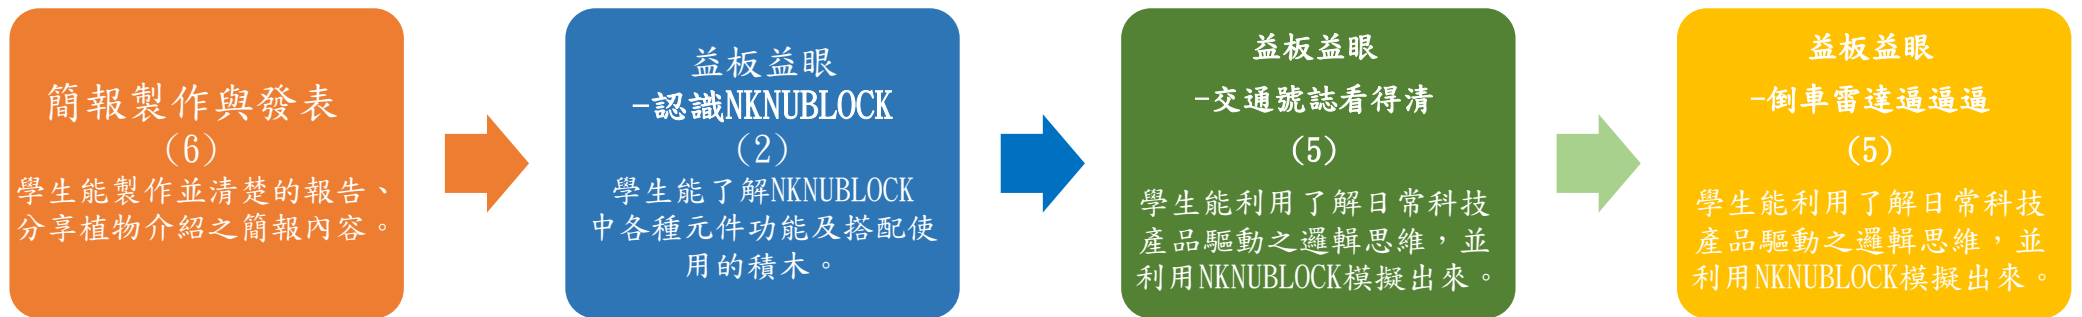 簡報製作與發表
(6)
學生能製作並清楚的報告、
分享植物介紹之簡報內容。
益板益眼
-認識NKNUBLOCK
(2)
學生能了解NKNUBLOCK
中各種元件功能及搭配使
用的積木。
益板益眼
-交通號誌看得清
(5)
學生能利用了解日常科技
產品驅動之邏輯思維，並
利用NKNUBLOCK模擬出來。
益板益眼
-倒車雷達逼逼逼
(5)
學生能利用了解日常科技
產品驅動之邏輯思維，並
利用NKNUBLOCK模擬出來。